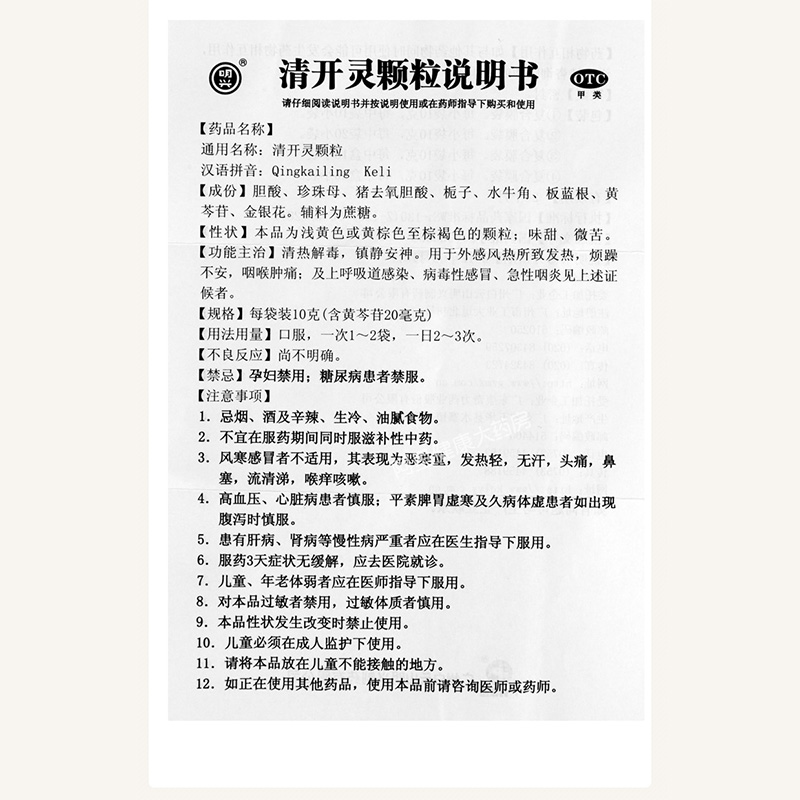 明兴
®
清开灵颗粒说明书
OTC
甲类
请仔细阅读说明书并按说明使用或在药师指导下购买和使用
【药品名称】
通用名称：清开灵颗粒
汉语拼音：Qingkailing Keli
【成份】胆酸、珍珠母、猪去氧胆酸、栀子、水牛角、板蓝根、黄
芩苷、金银花。辅料为蔗糖。
【性状】本品为浅黄色或黄棕色至棕褐色的颗粒；味甜、微苦。
【功能主治】清热解毒，镇静安神。用于外感风热所致发热，烦躁
不安，咽喉肿痛；及上呼吸道感染、病毒性感冒、急性咽炎见上述证
候者。
【规格】每袋装10克(含黄芩苷20毫克)
【用法用量】口服，一次1～2袋，一日2～3次。
【不良反应】尚不明确。
【禁忌】孕妇禁用；糖尿病患者禁服。
【注意事项】
1．忌烟、酒及辛辣、生冷、油腻食物。
2．不宜在服药期间同时服滋补性中药。
3．风寒感冒者不适用，其表现为恶寒重，发热轻，无汗，头痛，鼻
塞，流清涕，喉痒咳嗽。
4．高血压、心脏病患者慎服；平素脾胃虚寒及久病体虚患者如出现
腹泻时慎服。
5．患有肝病、肾病等慢性病严重者应在医生指导下服用。
6．服药3天症状无缓解，应去医院就诊。
7．儿童、年老体弱者应在医师指导下服用。
8．对本品过敏者禁用，过敏体质者慎用。
9．本品性状发生改变时禁止使用。
10．儿童必须在成人监护下使用。
11．请将本品放在儿童不能接触的地方。
12．如正在使用其他药品，使用本品前请咨询医师或药师。